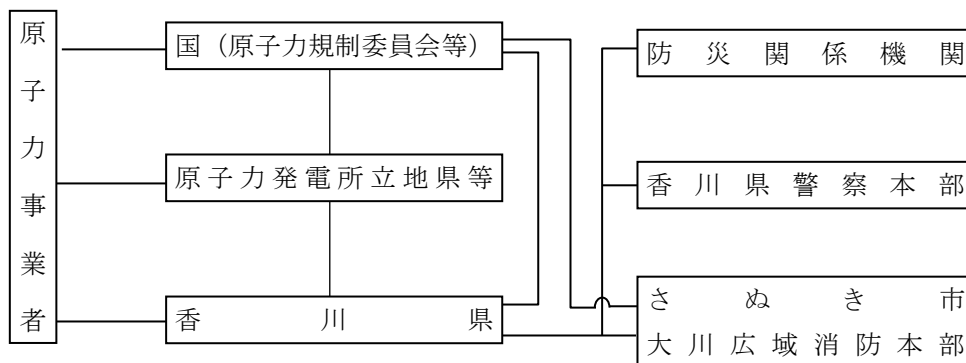 原子力事業者
国（原子力規制委員会等）
原子力発電所立地県等
香川県
防災関係機関
香川県警察本部
さぬき市
大川広域消防本部